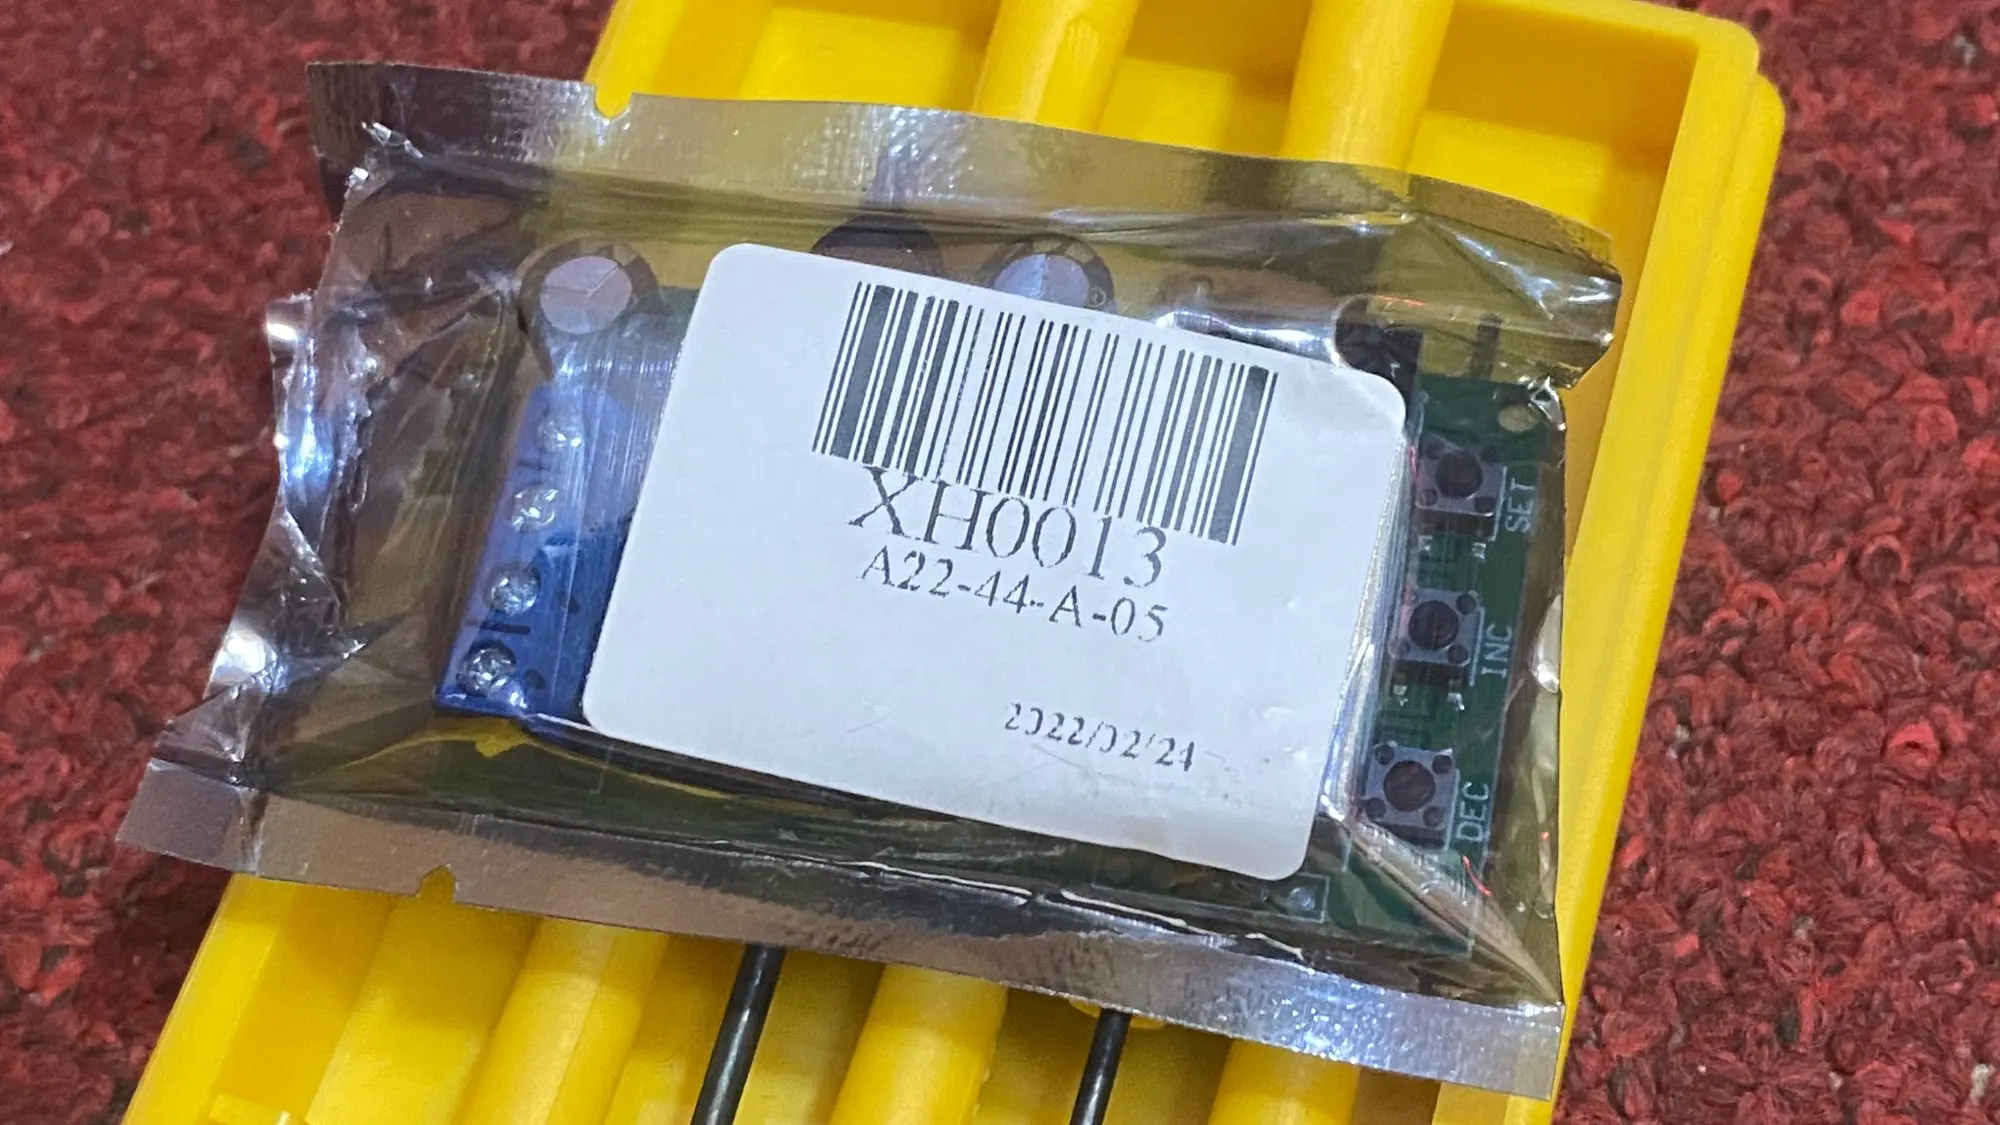 XH0013
A22-44-A-05
2022/02/24
SET
INC
DEC